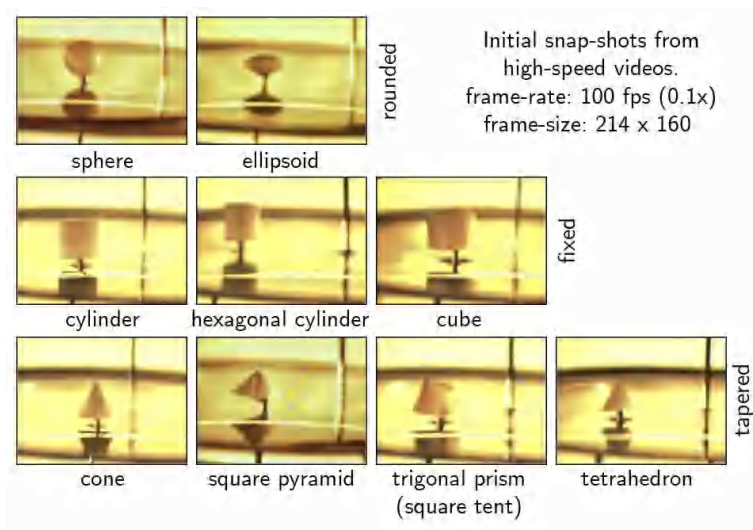 Initial snap-shots from
high-speed videos.
frame-rate: 100 fps (0.1x)
frame-size: 214 x 160
rounded
sphere
ellipsoid
fixed
cylinder
hexagonal cylinder
cube
tapered
cone
square pyramid
trigonal prism
(square tent)
tetrahedron